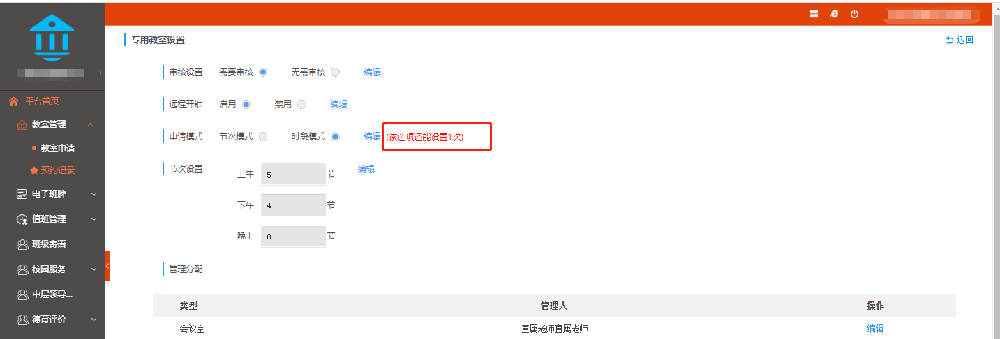 专用教室设置
返回
平台首页
教室管理
教室申请
预约记录
电子班牌
值班管理
班级寄语
校园服务
中层领导...
德育评价
审核设置 需要审核 无需审核 编辑
远程开锁 启用 禁用 编辑
申请模式 节次模式 时段模式 编辑 (该选项还能设置1次)
节次设置 上午 5 节 编辑
下午 4 节
晚上 0 节
管理分配
类型 管理人 操作
会议室 直属老师直属老师 编辑